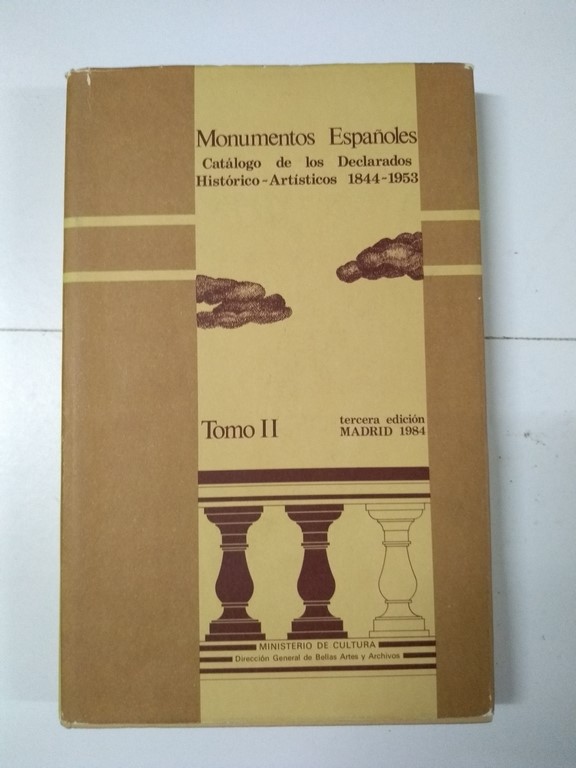 Monumentos Españoles
Catálogo de los Declarados
Histórico-Artísticos 1844-1953
Tomo II
tercera edición
MADRID 1984
MINISTERIO DE CULTURA
Dirección General de Bellas Artes y Archivos